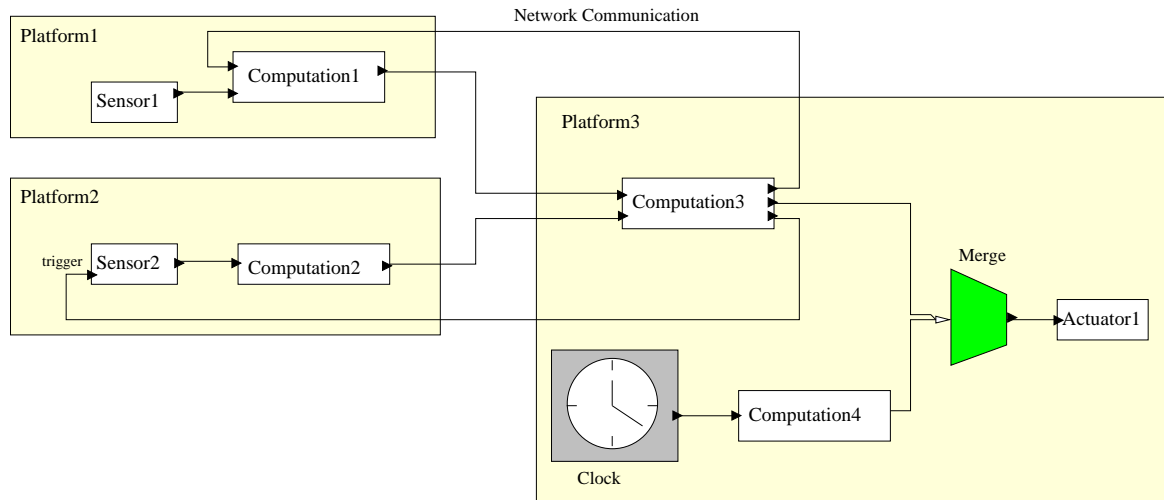 Network Communication
Platform1
Computation1
Sensor1
Platform3
Platform2
Computation3
trigger
Sensor2
Computation2
Merge
Actuator1
Computation4
Clock